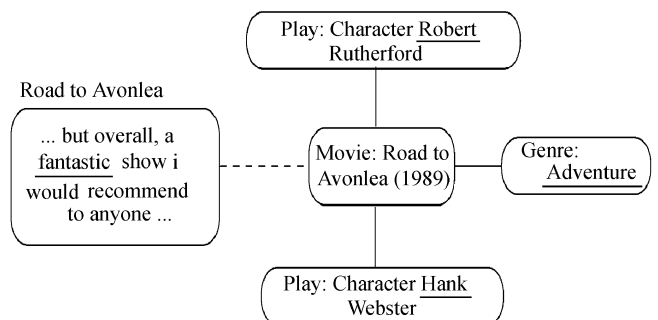 Play: Character Robert
Rutherford
Road to Avonlea
... but overall, a
fantastic show i
would recommend
to anyone ...
Movie: Road to
Avonlea (1989)
Genre:
Adventure
Play: Character Hank
Webster